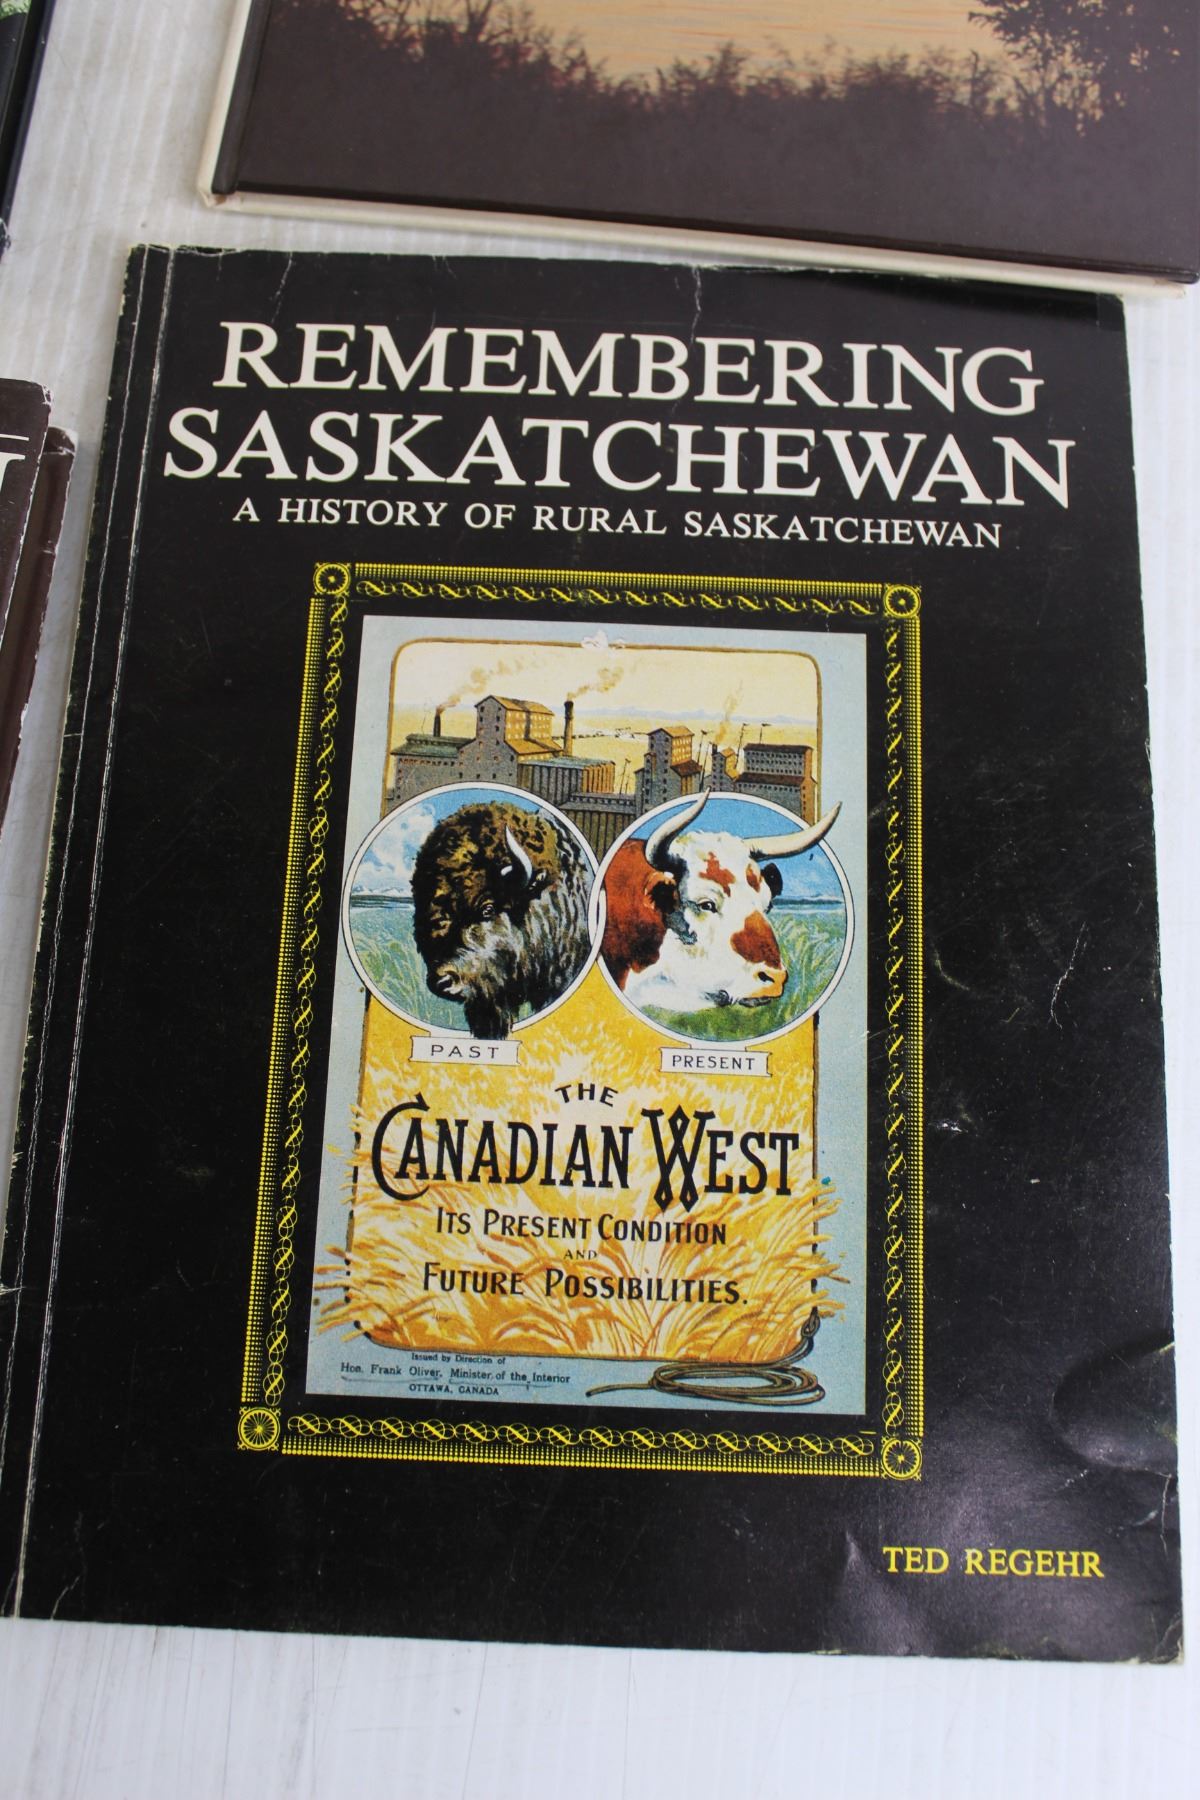 REMEMBERING
SASKATCHEWAN
A HISTORY OF RURAL SASKATCHEWAN
PAST
PRESENT
THE
CANADIAN WEST
ITS PRESENT CONDITION
AND
FUTURE POSSIBILITIES.
Issued by Direction of
Hon. Frank Oliver, Minister of the Interior
OTTAWA, CANADA
TED REGEHR